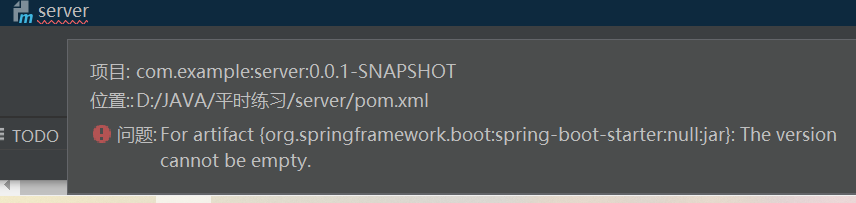 server
项目: com.example:server:0.0.1-SNAPSHOT
位置:: D:/JAVA/平时练习/server/pom.xml
问题: For artifact {org.springframework.boot:spring-boot-starter:null:jar}: The version
cannot be empty.
TODO